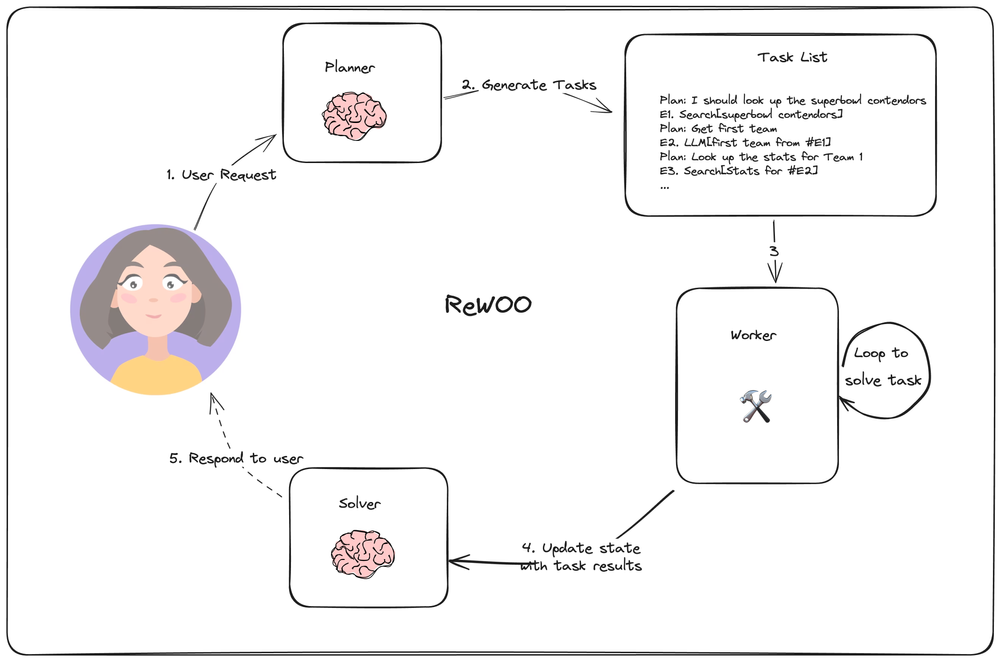 Planner
2. Generate Tasks
Task List
Plan: I should look up the superbowl contendors
E1. Search[superbowl contendors]
Plan: Get first team
E2. LLM[first team from #E1]
Plan: Look up the stats for Team 1
E3. Search[Stats for #E2]
...
1. User Request
3
ReWOO
Worker
Loop to
solve task
5. Respond to user
Solver
4. Update state
with task results